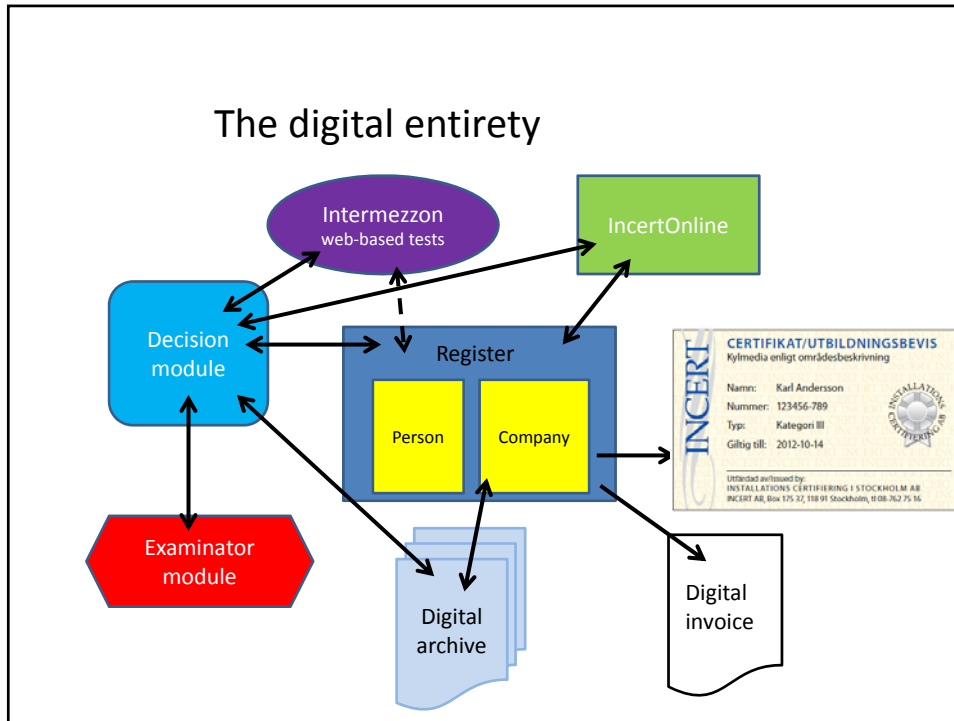 The digital entirety
Intermezzon
web-based tests
IncertOnline
Decision
module
Register
Person
Company
INCERT
CERTIFIKAT/UTBILDNINGSBEVIS
Kylmedia enligt områdesbeskrivning
Namn: Karl Andersson
Nummer: 123456-789
Typ: Kategori III
Giltig till: 2012-10-14
INSTALLATIONS
CERTIFIERING AB
Utfärdad av/Issued by:
INSTALLATIONS CERTIFIERING I STOCKHOLM AB
INCERT AB, Box 175 37, 118 91 Stockholm, tl 08-762 75 16
Examinator
module
Digital
archive
Digital
invoice